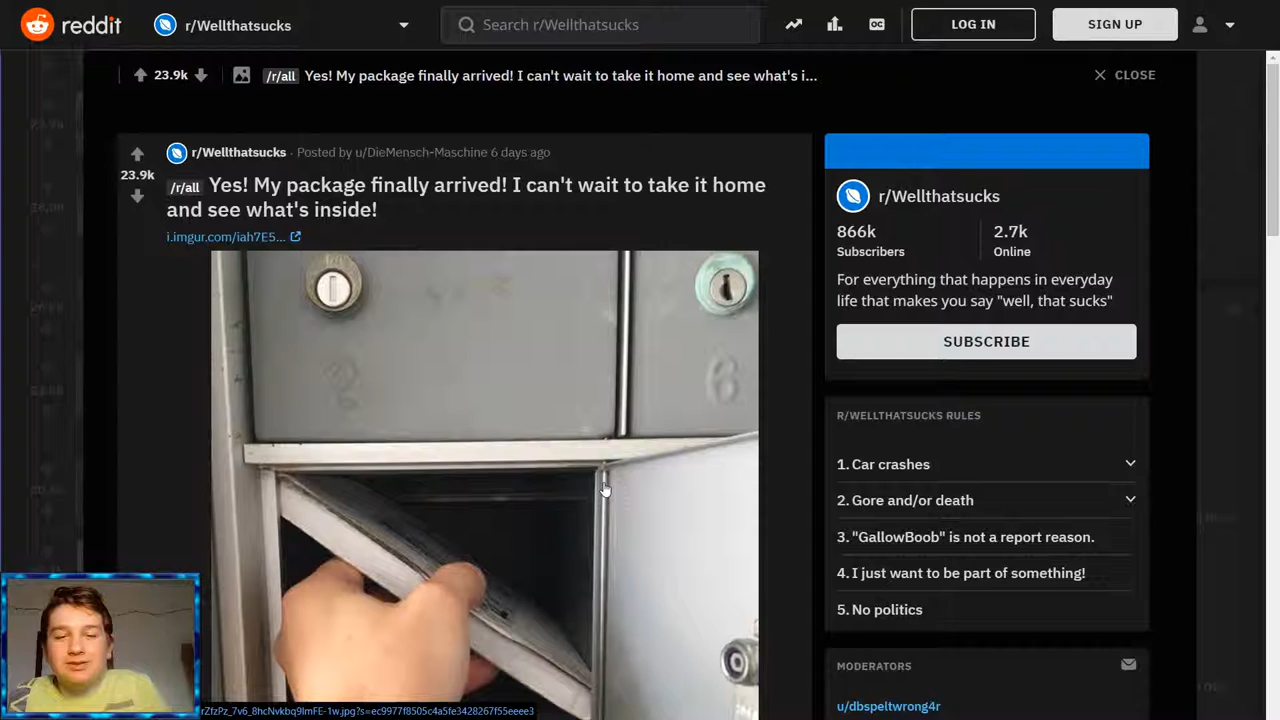 reddit r/Wellthatsucks Search r/Wellthatsucks LOG IN SIGN UP
23.9k /r/all Yes! My package finally arrived! I can't wait to take it home and see what's i... CLOSE
r/Wellthatsucks · Posted by u/DieMensch-Maschine 6 days ago
23.9k
/r/all Yes! My package finally arrived! I can't wait to take it home
and see what's inside!
i.imgur.com/iah7E5...
2
6
r/Wellthatsucks
866k 2.7k
Subscribers Online
For everything that happens in everyday
life that makes you say "well, that sucks"
SUBSCRIBE
R/WELLTHATSUCKS RULES
1. Car crashes
2. Gore and/or death
3. "GallowBoob" is not a report reason.
4. I just want to be part of something!
5. No politics
MODERATORS
u/dbspeltwrong4r